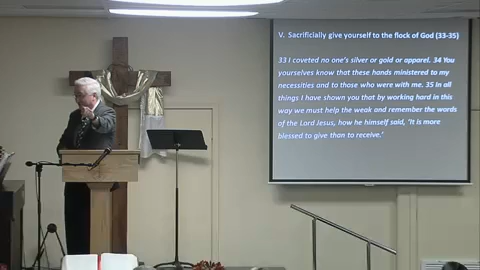 V. Sacrificially give yourself to the flock of God (33-35)
33 I coveted no one's silver or gold or apparel. 34 You
yourselves know that these hands ministered to my
necessities and to those who were with me. 35 In all
things I have shown you that by working hard in this
way we must help the weak and remember the words
of the Lord Jesus, how he himself said, 'It is more
blessed to give than to receive.'